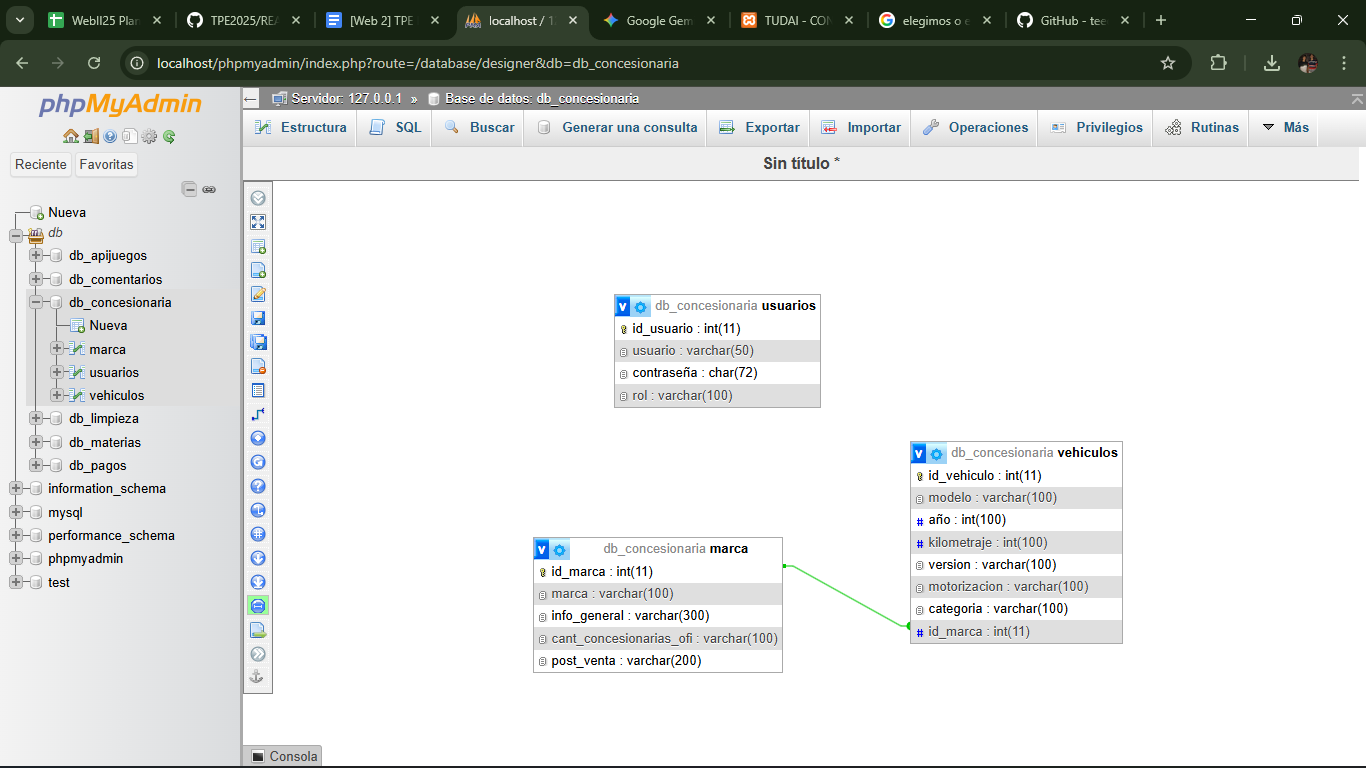 WebII25 Plan
TPE2025/REA
[Web 2] TPE
localhost / 1
Google Gem
TUDAI - CON
elegimos o e
GitHub - tee
localhost/phpmyadmin/index.php?route=/database/designer&db=db_concesionaria
phpMyAdmin
Reciente
Favoritas
Nueva
db
db_apijuegos
db_comentarios
db_concesionaria
Nueva
marca
usuarios
vehiculos
db_limpieza
db_materias
db_pagos
information_schema
mysql
performance_schema
phpmyadmin
test
Servidor: 127.0.0.1 » Base de datos: db_concesionaria
Estructura
SQL
Buscar
Generar una consulta
Exportar
Importar
Operaciones
Privilegios
Rutinas
Más
Sin título *
db_concesionaria usuarios
id_usuario : int(11)
usuario : varchar(50)
contraseña : char(72)
rol : varchar(100)
db_concesionaria vehiculos
id_vehiculo : int(11)
modelo : varchar(100)
# año : int(100)
# kilometraje : int(100)
version : varchar(100)
motorizacion : varchar(100)
categoria : varchar(100)
# id_marca : int(11)
db_concesionaria marca
id_marca : int(11)
marca : varchar(100)
info_general : varchar(300)
cant_concesionarias_ofi : varchar(100)
post_venta : varchar(200)
Consola